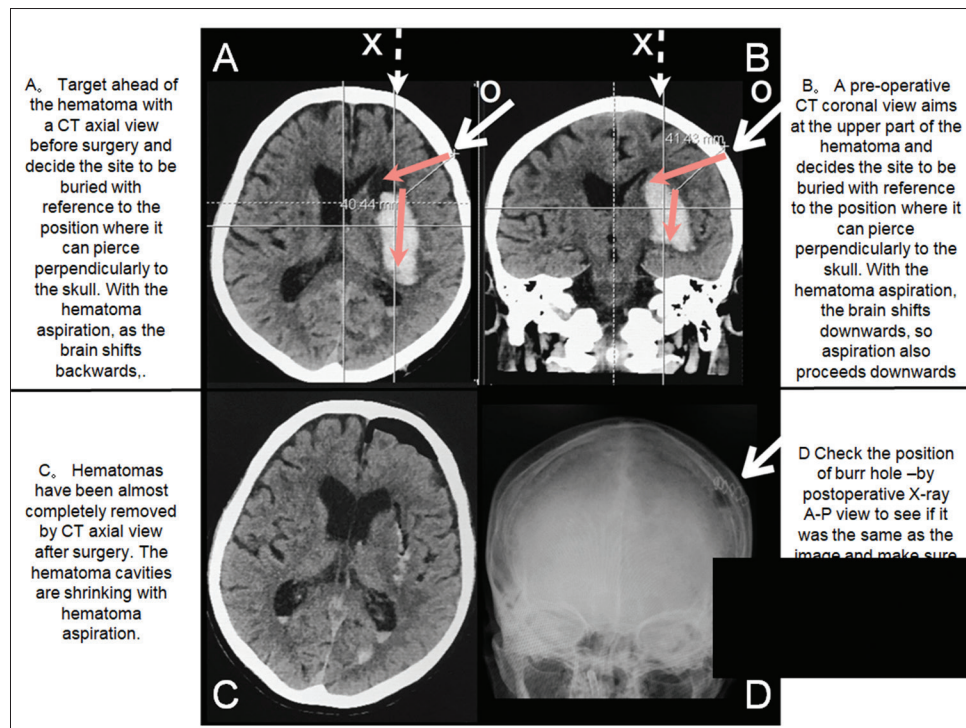 A。 Target ahead of
the hematoma with
a CT axial view
before surgery and
decide the site to be
buried with
reference to the
position where it
can pierce
perpendicularly to
the skull. With the
hematoma
aspiration, as the
brain shifts
backwards,.
A
X
O
40.44 mm
X
B
O
41.43 mm
B。 A pre-operative
CT coronal view aims
at the upper part of the
hematoma and
decides the site to be
buried with reference
to the position where it
can pierce
perpendicularly to the
skull. With the
hematoma aspiration,
the brain shifts
downwards, so
aspiration also
proceeds downwards
C。 Hematomas
have been almost
completely removed
by CT axial view
after surgery. The
hematoma cavities
are shrinking with
hematoma
aspiration.
C
D
D Check the position
of burr hole –by
postoperative X-ray
A-P view to see if it
was the same as the
image and make sure